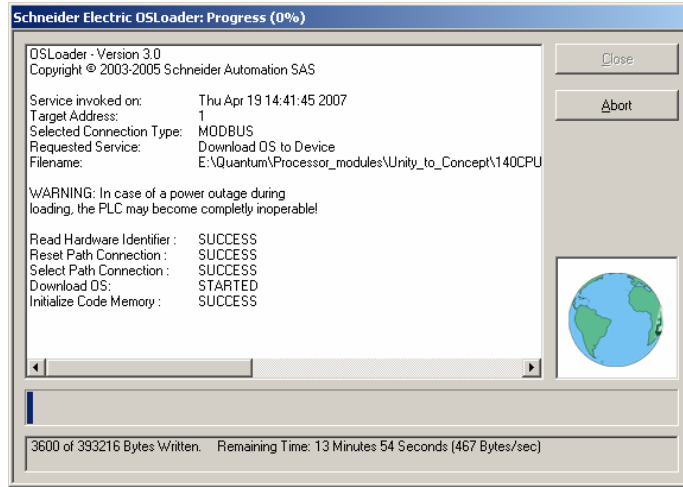 Schneider Electric OSLoader: Progress (0%)
OSLoader - Version 3.0
Copyright © 2003-2005 Schneider Automation SAS
Service invoked on: Thu Apr 19 14:41:45 2007
Target Address: 1
Selected Connection Type: MODBUS
Requested Service: Download OS to Device
Filename: E:\Quantum\Processor_modules\Unity_to_Concept\140CPU
WARNING: In case of a power outage during
loading, the PLC may become completly inoperable!
Read Hardware Identifier : SUCCESS
Reset Path Connection : SUCCESS
Select Path Connection : SUCCESS
Download OS: STARTED
Initialize Code Memory : SUCCESS
Close
Abort
3600 of 393216 Bytes Written. Remaining Time: 13 Minutes 54 Seconds (467 Bytes/sec)